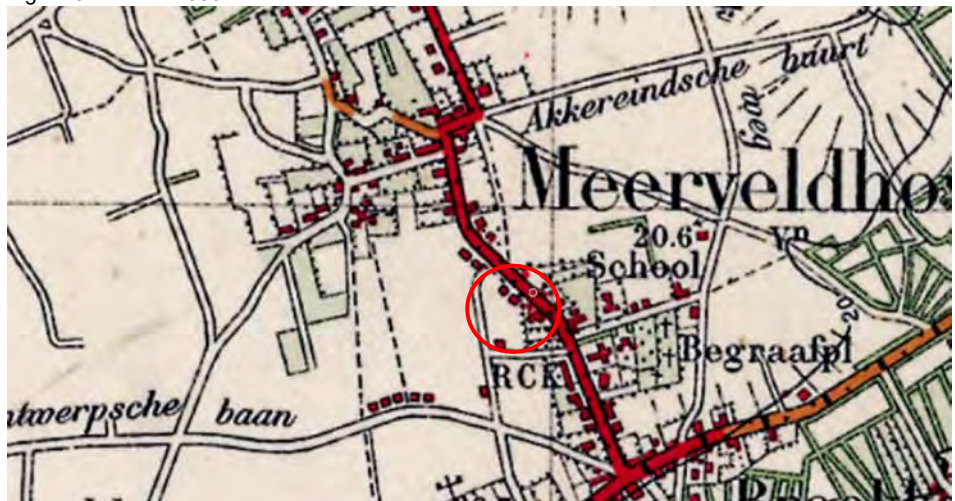 Akkereindsche buurt
weg
Meerveldho
20.6
VP
School
20
Begraafpl
RCK
ntwerpsche baan